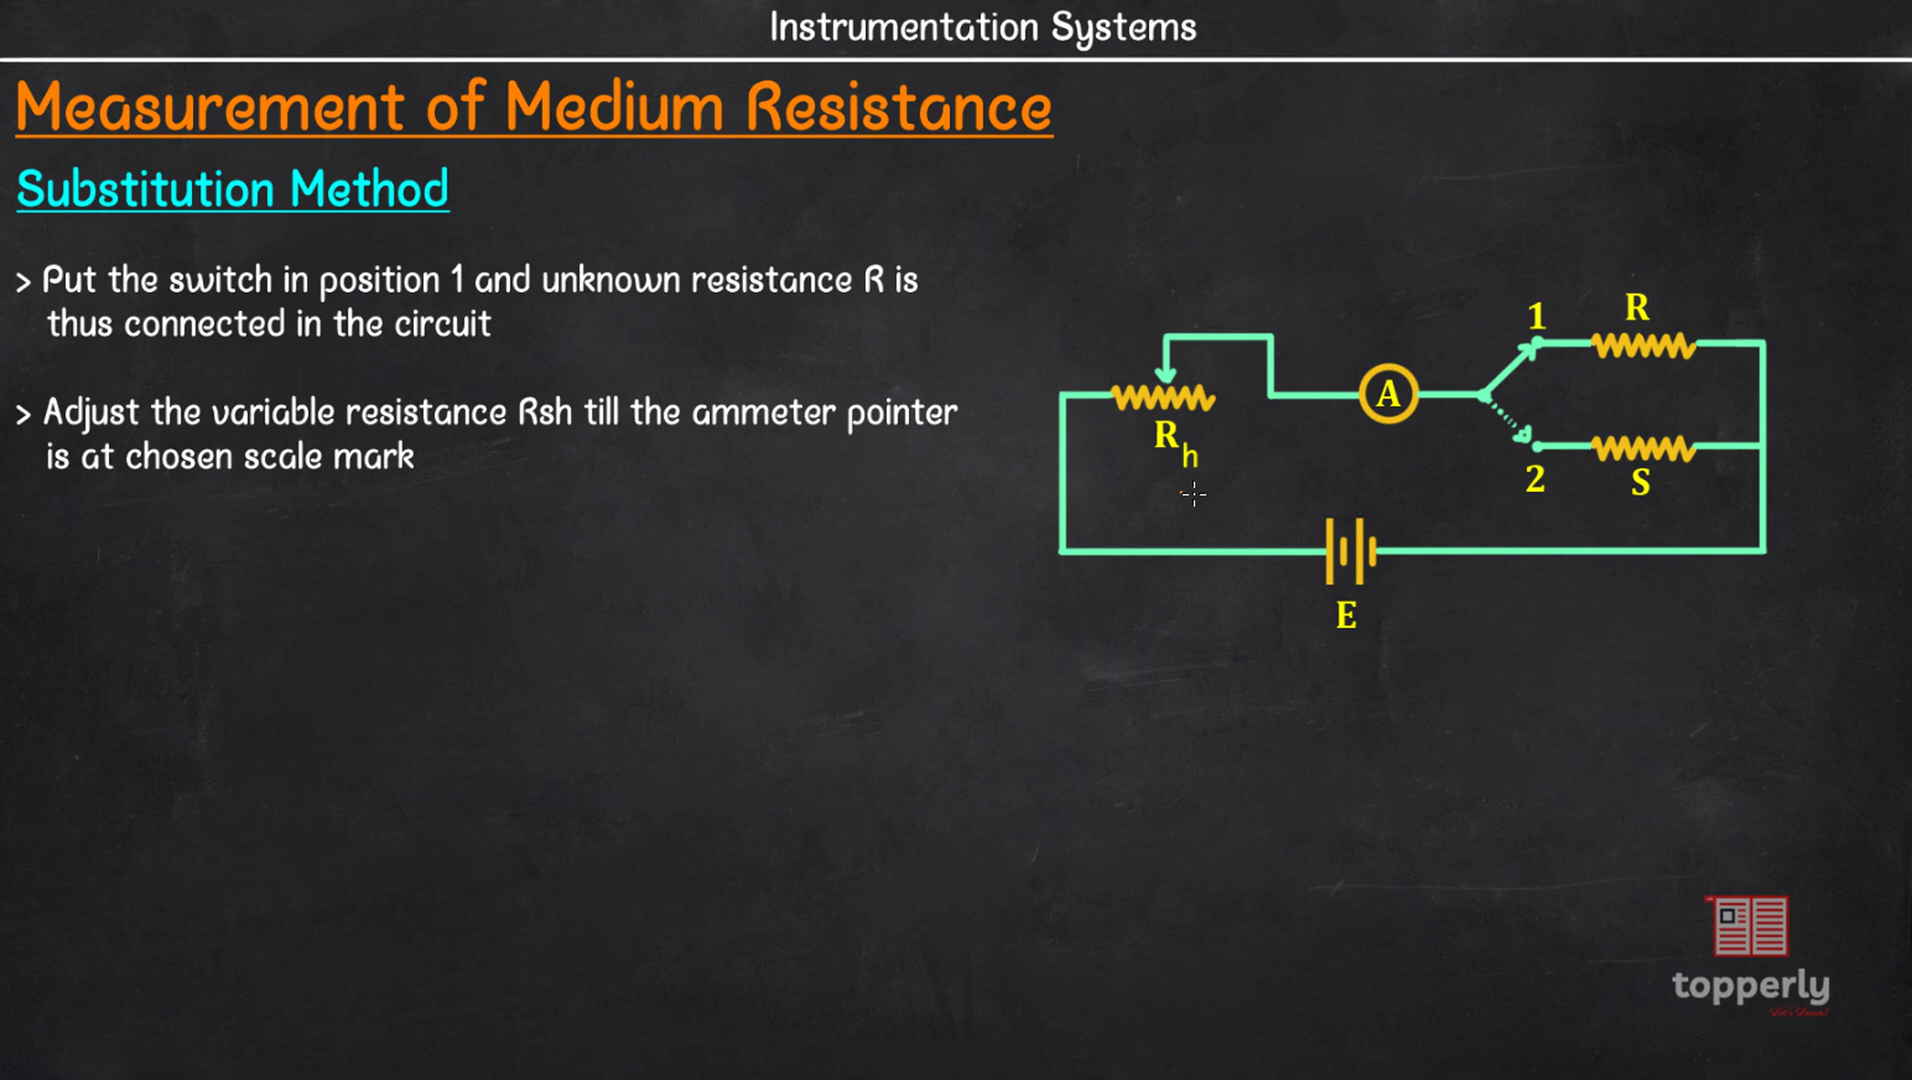 Instrumentation Systems
Measurement of Medium Resistance
Substitution Method
> Put the switch in position 1 and unknown resistance R is
thus connected in the circuit
> Adjust the variable resistance Rsh till the ammeter pointer
is at chosen scale mark
1
R
A
R
h
2
S
E
topperly
Let's Learn!